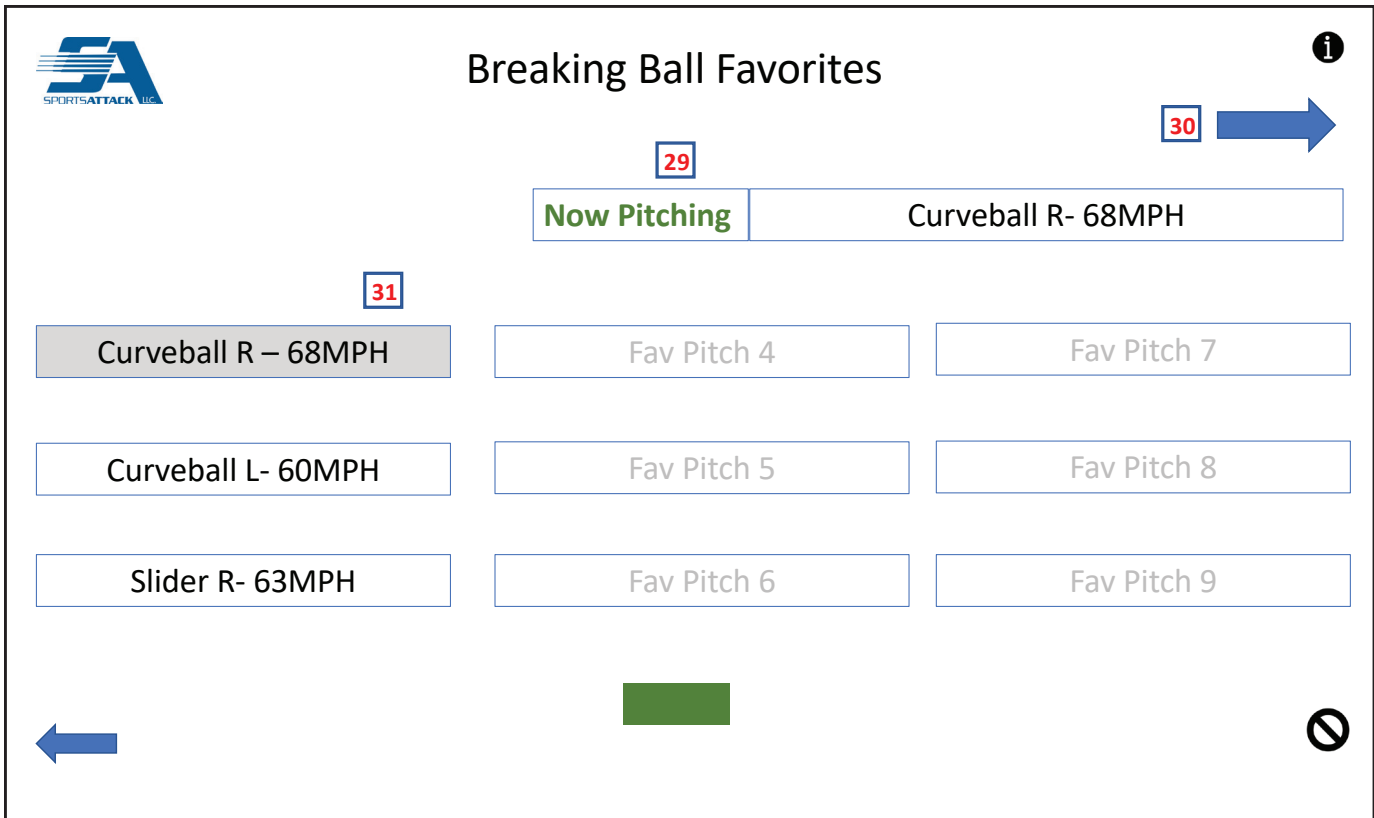 SA
SPORTSATTACK LLC.
Breaking Ball Favorites
i
30
29
Now Pitching
Curveball R- 68MPH
31
Curveball R – 68MPH
Fav Pitch 4
Fav Pitch 7
Curveball L- 60MPH
Fav Pitch 5
Fav Pitch 8
Slider R- 63MPH
Fav Pitch 6
Fav Pitch 9